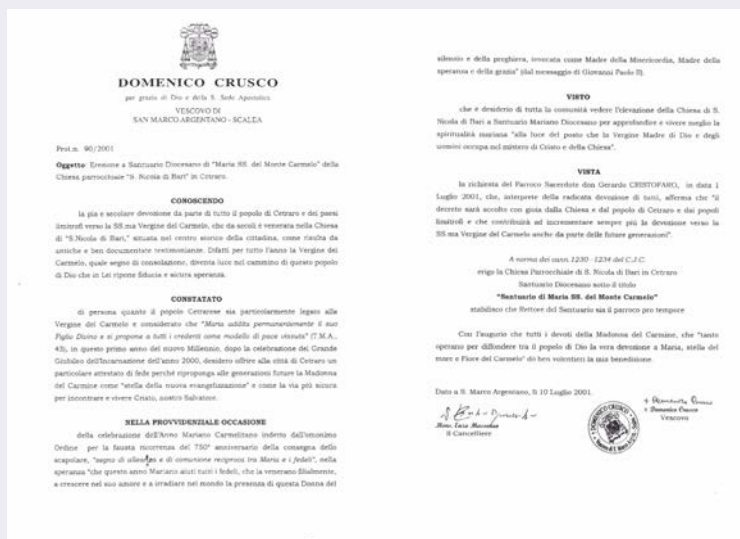 DOMENICO CRUSCO
per grazia di Dio e della S. Sede Apostolica
VESCOVO DI
SAN MARCO ARGENTANO - SCALEA
Prot.n. 90/2001
Oggetto: Erezione a Santuario Diocesano di "Maria SS. del Monte Carmelo" della
Chiesa parrocchiale "S. Nicola di Bari" in Cetraro.
CONOSCENDO
la pia e secolare devozione da parte di tutto il popolo di Cetraro e dei paesi
limitrofi verso la SS.ma Vergine del Carmelo, che da secoli è venerata nella Chiesa
di "S.Nicola di Bari," situata nel centro storico della cittadina, come risulta da
antiche e ben documentate testimonianze. Difatti per tutto l'anno la Vergine del
Carmelo, quale segno di consolazione, diventa luce nel cammino di questo popolo
di Dio che in Lei ripone fiducia e sicura speranza.
CONSTATATO
di persona quanto il popolo Cetrarese sia particolarmente legato alla
Vergine del Carmelo e considerato che "Maria addita permanentemente il suo
Figlio Divino e si propone a tutti i credenti come modello di pace vissuta" (T.M.A.,
43), in questo primo anno del nuovo Millennio, dopo la celebrazione del Grande
Giubileo dell'Incarnazione dell'anno 2000, desidero offrire alla città di Cetraro un
particolare attestato di fede perché riproponga alle generazioni future la Madonna
del Carmine come "stella della nuova evangelizzazione" e come la via più sicura
per incontrare e vivere Cristo, nostro Salvatore.
NELLA PROVVIDENZIALE OCCASIONE
della celebrazione dell'Anno Mariano Carmelitano indetto dall'omonimo
Ordine per la fausta ricorrenza del 750° anniversario della consegna dello
scapolare, "segno di alleanza e di comunione reciproca tra Maria e i fedeli", nella
speranza "che questo anno Mariano aiuti tutti i fedeli, che la venerano filialmente,
a crescere nel suo amore e a irradiare nel mondo la presenza di questa Donna del
silenzio e della preghiera, invocata come Madre della Misericordia, Madre della
speranza e della grazia" (dal messaggio di Giovanni Paolo II).
VISTO
che è desiderio di tutta la comunità vedere l'elevazione della Chiesa di S.
Nicola di Bari a Santuario Mariano Diocesano per approfondire e vivere meglio la
spiritualità mariana "alla luce del posto che la Vergine Madre di Dio e degli
uomini occupa nel mistero di Cristo e della Chiesa".
VISTA
la richiesta del Parroco Sacerdote don Gerardo CRISTOFARO, in data 1
Luglio 2001, che, interprete della radicata devozione di tutti, afferma che "il
decreto sarà accolto con gioia dalla Chiesa e dal popolo di Cetraro e dai popoli
limitrofi e che contribuirà ad incrementare sempre più la devozione verso la
SS.ma Vergine del Carmelo anche da parte delle future generazioni".
A norma dei cann. 1230 - 1234 del C.J.C.
erigo la Chiesa Parrocchiale di S. Nicola di Bari in Cetraro
Santuario Diocesano sotto il titolo
"Santuario di Maria SS. del Monte Carmelo"
stabilisco che Rettore del Santuario sia il parroco pro tempore
Con l'augurio che tutti i devoti della Madonna del Carmine, che "tanto
operano per diffondere tra il popolo di Dio la vera devozione a Maria, stella del
mare e Fiore del Carmelo" dò ben volentieri la mia benedizione.
Dato a S. Marco Argentano, lì 10 Luglio 2001.
+ Domenico Crusco
Vescovo
Il Cancelliere
DOMENICO CRUSCO